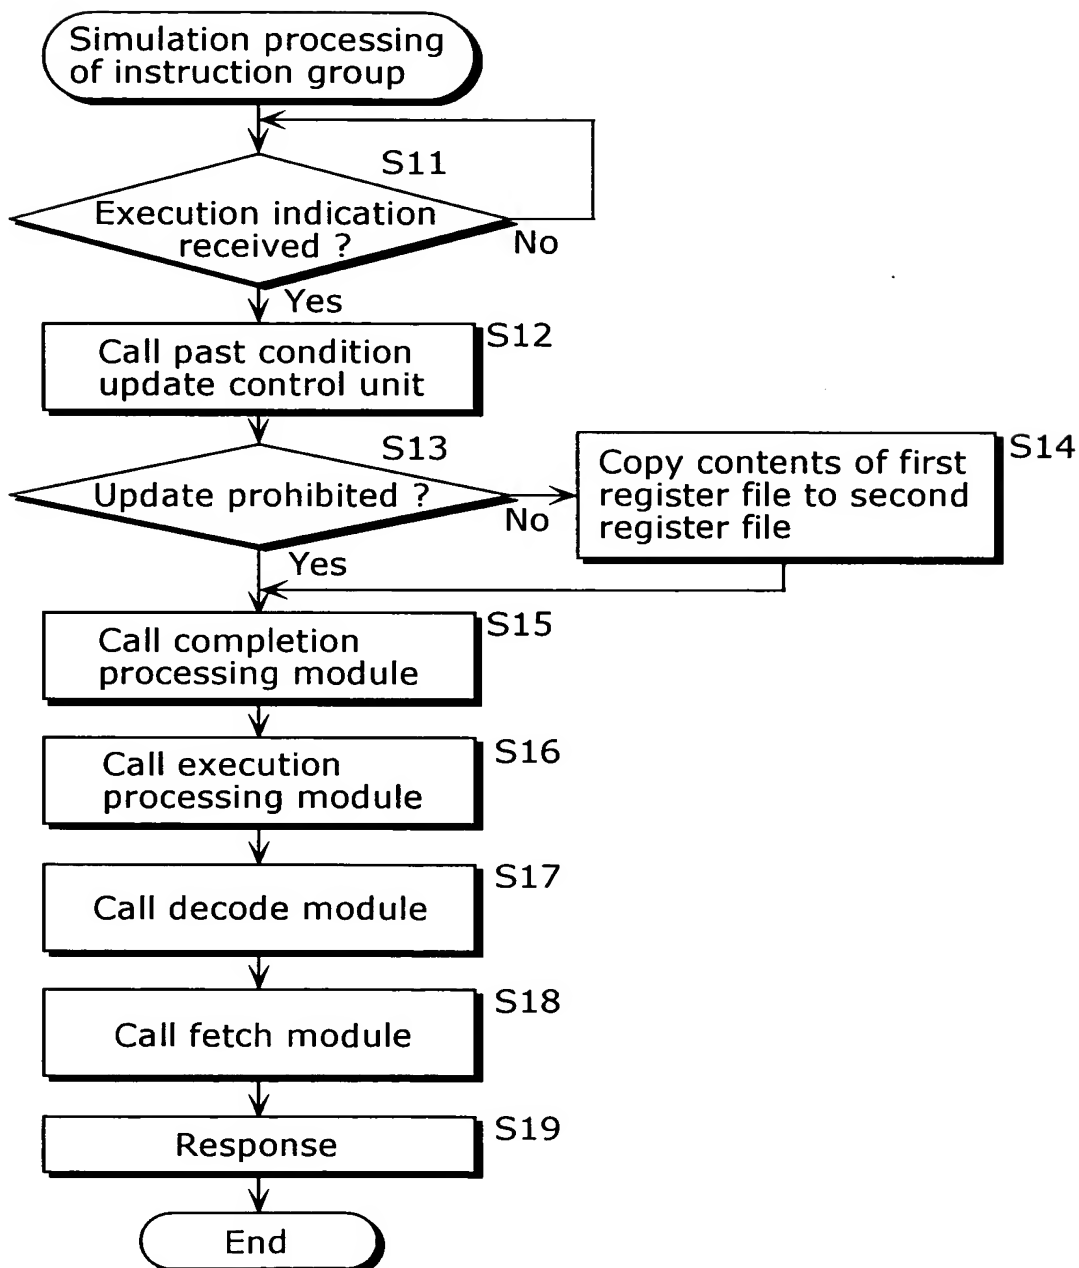 Simulation processing
of instruction group
S11
Execution indication
received ?
No
Yes
S12
Call past condition
update control unit
S13
Update prohibited ?
No
Yes
S14
Copy contents of first
register file to second
register file
S15
Call completion
processing module
S16
Call execution
processing module
S17
Call decode module
S18
Call fetch module
S19
Response
End